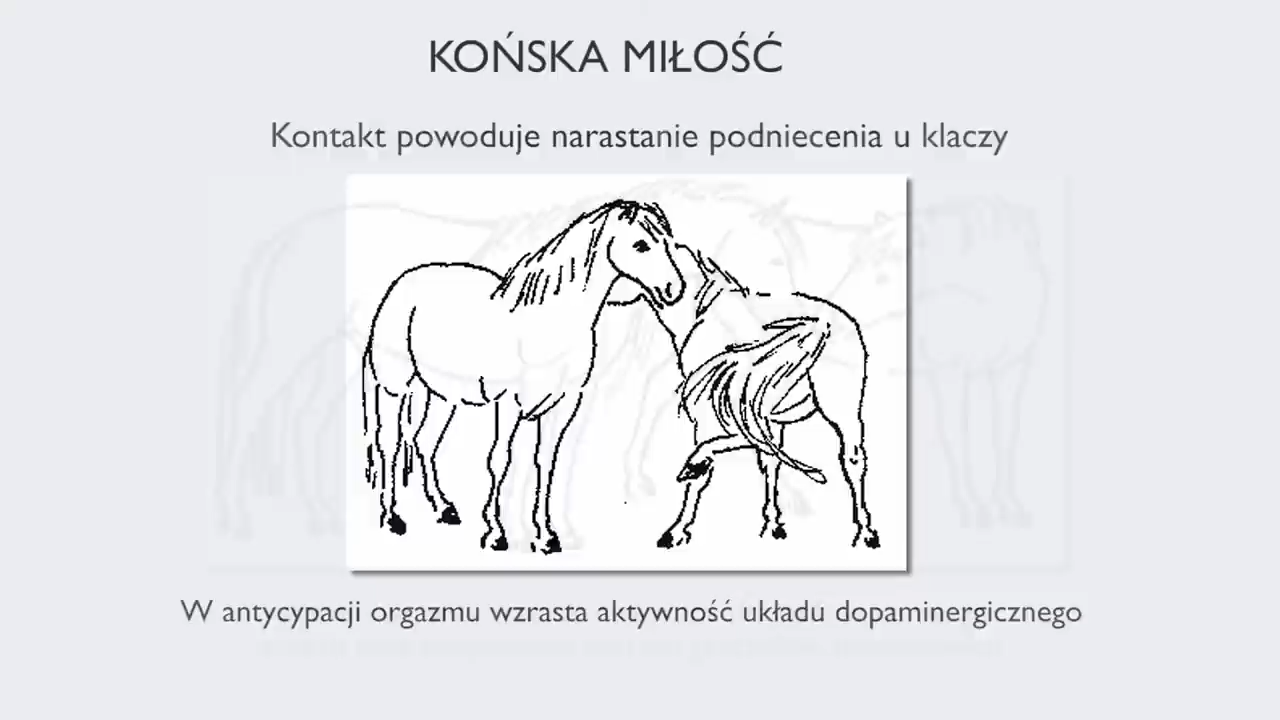 KOŃSKA MIŁOŚĆ
Kontakt powoduje narastanie podniecenia u klaczy
W antycypacji orgazmu wzrasta aktywność układu dopaminergicznego